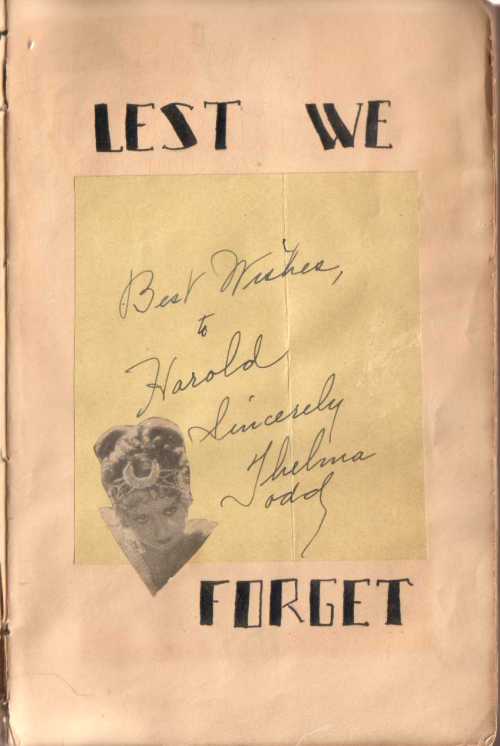 LEST WE
Best Wishes,
to
Harold
Sincerely
Thelma
Todd
FORGET